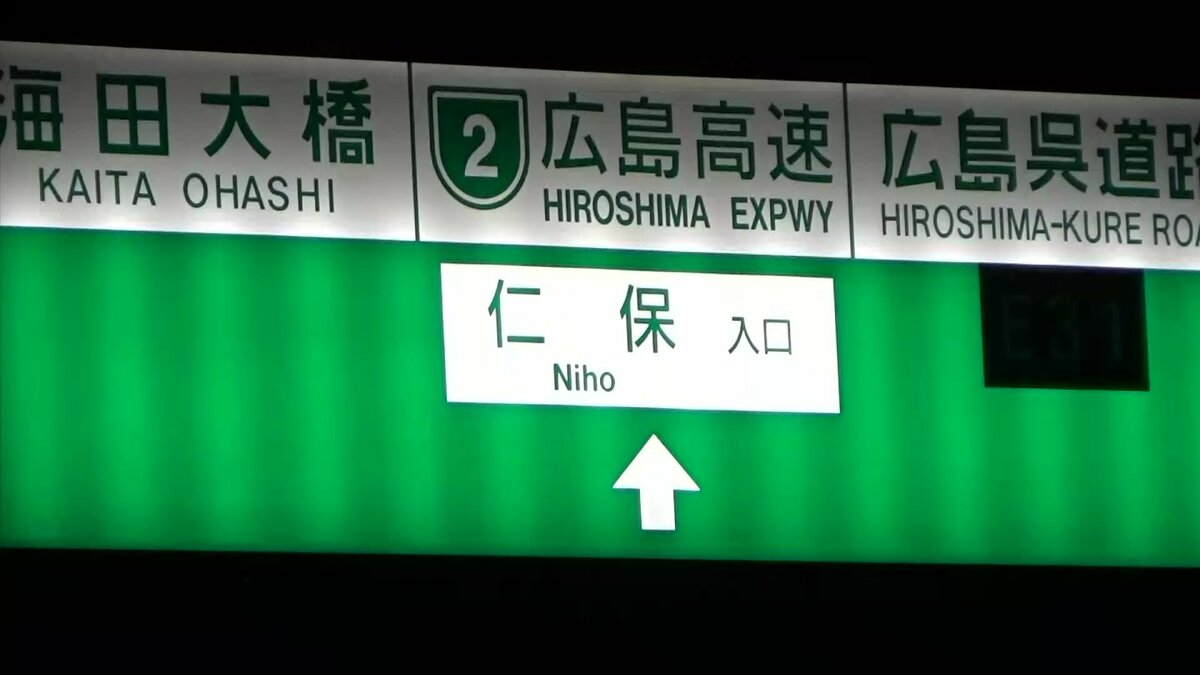 海田大橋
KAITA OHASHI
2
広島高速
HIROSHIMA EXPWY
広島呉道路
HIROSHIMA-KURE ROA
仁保 入口
Niho
E31